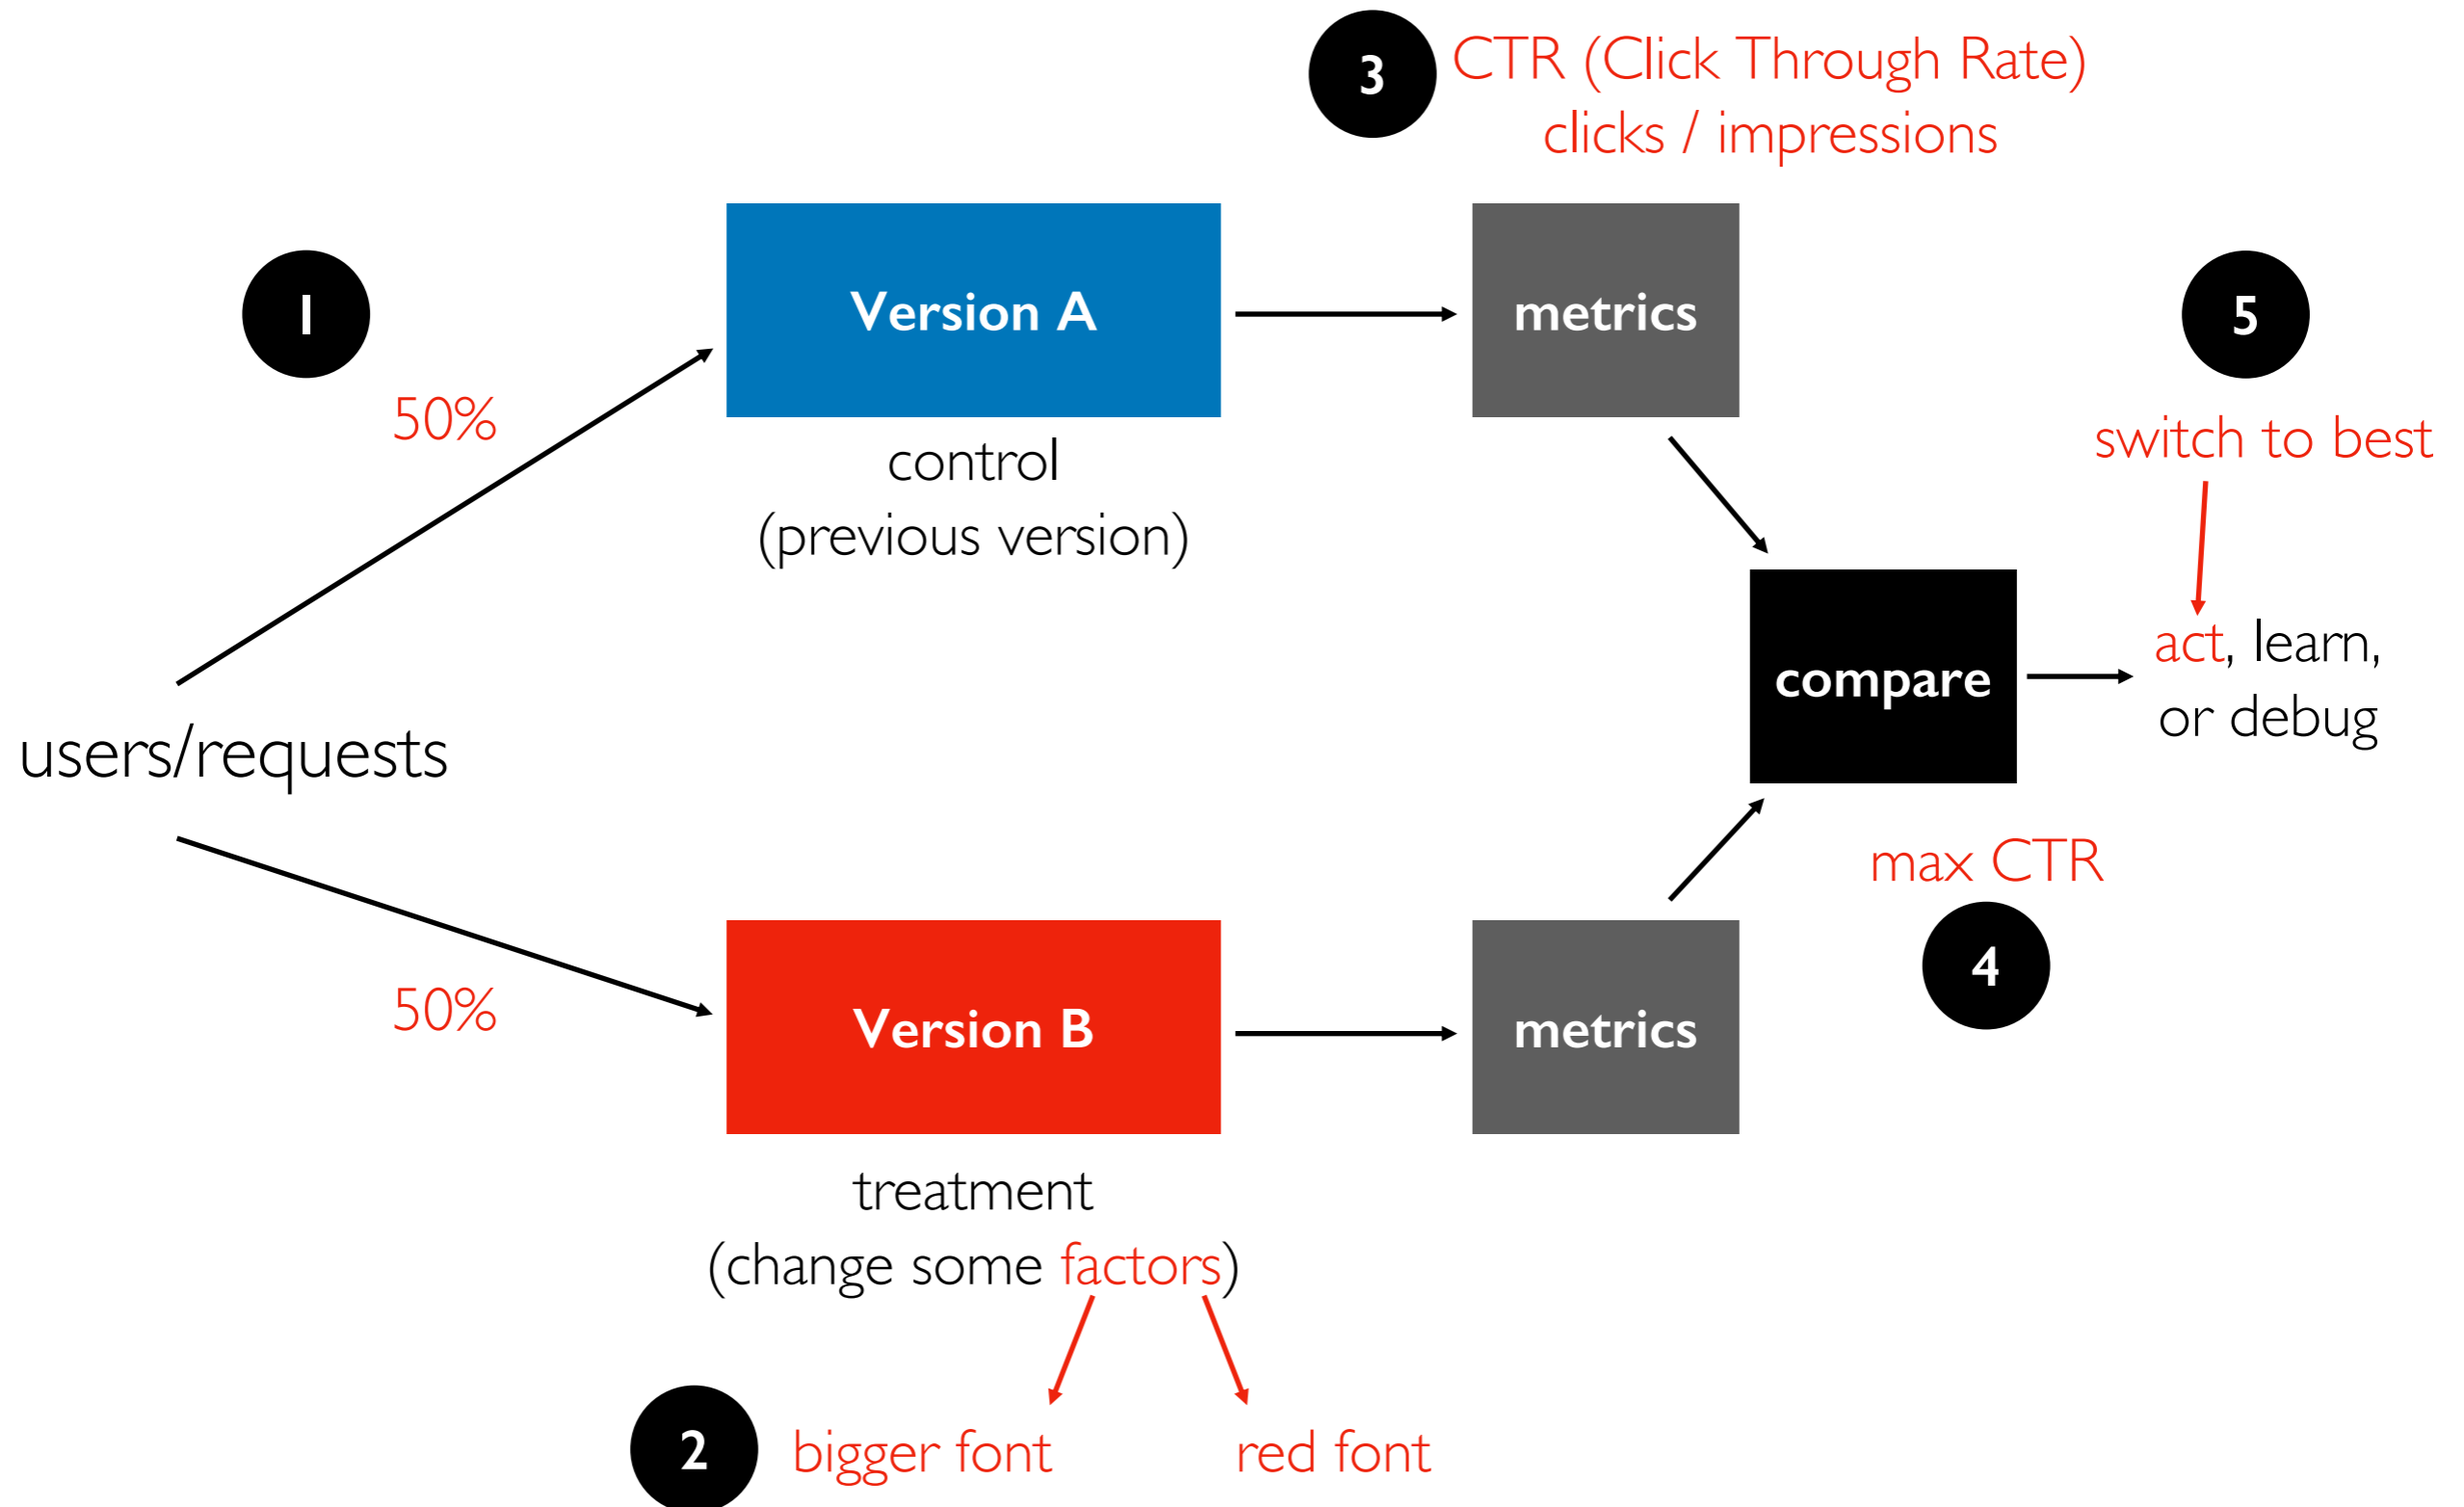 3
CTR (Click Through Rate)
clicks / impressions
1
50%
Version A
metrics
5
switch to best
control
(previous version)
users/requests
compare
act, learn,
or debug
max CTR
4
50%
Version B
metrics
treatment
(change some factors)
2
bigger font
red font